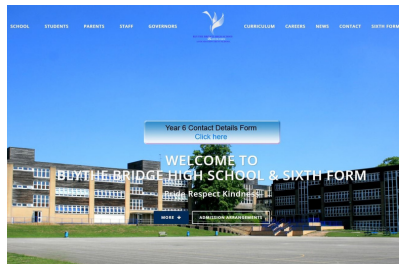 SCHOOL STUDENTS PARENTS STAFF GOVERNORS CURRICULUM CAREERS NEWS CONTACT SIXTH FORM
Year 6 Contact Details Form
Click here
WELCOME TO
BLYTHE BRIDGE HIGH SCHOOL & SIXTH FORM
Pride Respect Kindness
MORE
ADMISSION ARRANGEMENTS